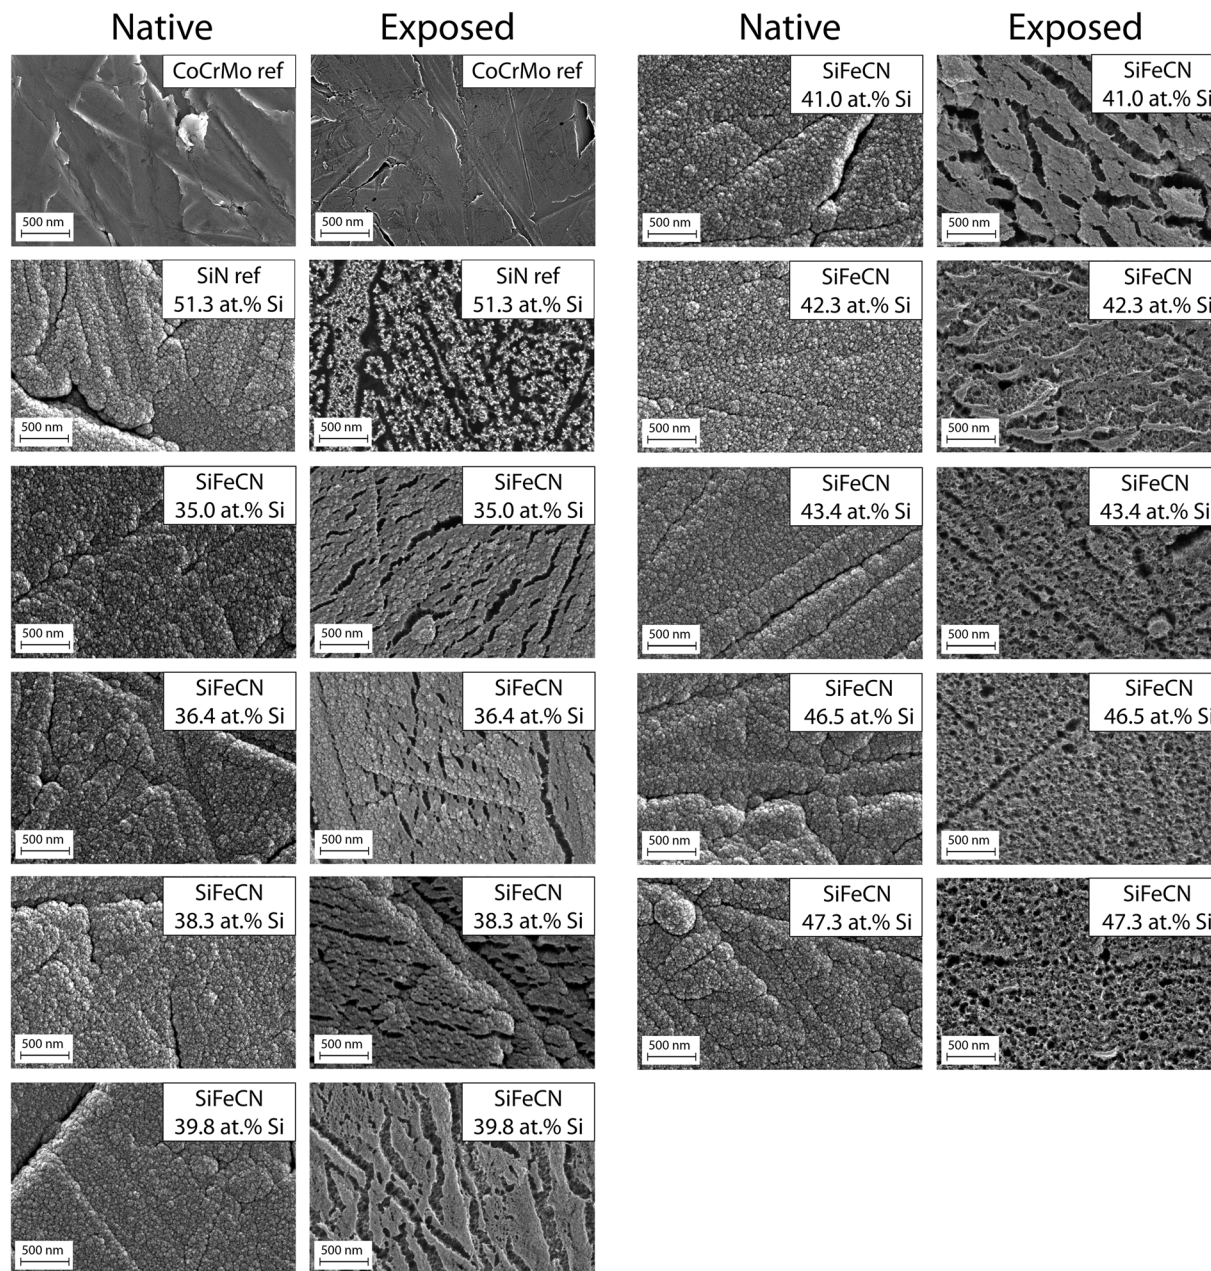 Native
Exposed
Native
Exposed
CoCrMo ref
500 nm
CoCrMo ref
500 nm
SiFeCN
41.0 at.% Si
500 nm
SiFeCN
41.0 at.% Si
500 nm
SiN ref
51.3 at.% Si
500 nm
SiN ref
51.3 at.% Si
500 nm
SiFeCN
42.3 at.% Si
500 nm
SiFeCN
42.3 at.% Si
500 nm
SiFeCN
35.0 at.% Si
500 nm
SiFeCN
35.0 at.% Si
500 nm
SiFeCN
43.4 at.% Si
500 nm
SiFeCN
43.4 at.% Si
500 nm
SiFeCN
36.4 at.% Si
500 nm
SiFeCN
36.4 at.% Si
500 nm
SiFeCN
46.5 at.% Si
500 nm
SiFeCN
46.5 at.% Si
500 nm
SiFeCN
38.3 at.% Si
500 nm
SiFeCN
38.3 at.% Si
500 nm
SiFeCN
47.3 at.% Si
500 nm
SiFeCN
47.3 at.% Si
500 nm
SiFeCN
39.8 at.% Si
500 nm
SiFeCN
39.8 at.% Si
500 nm